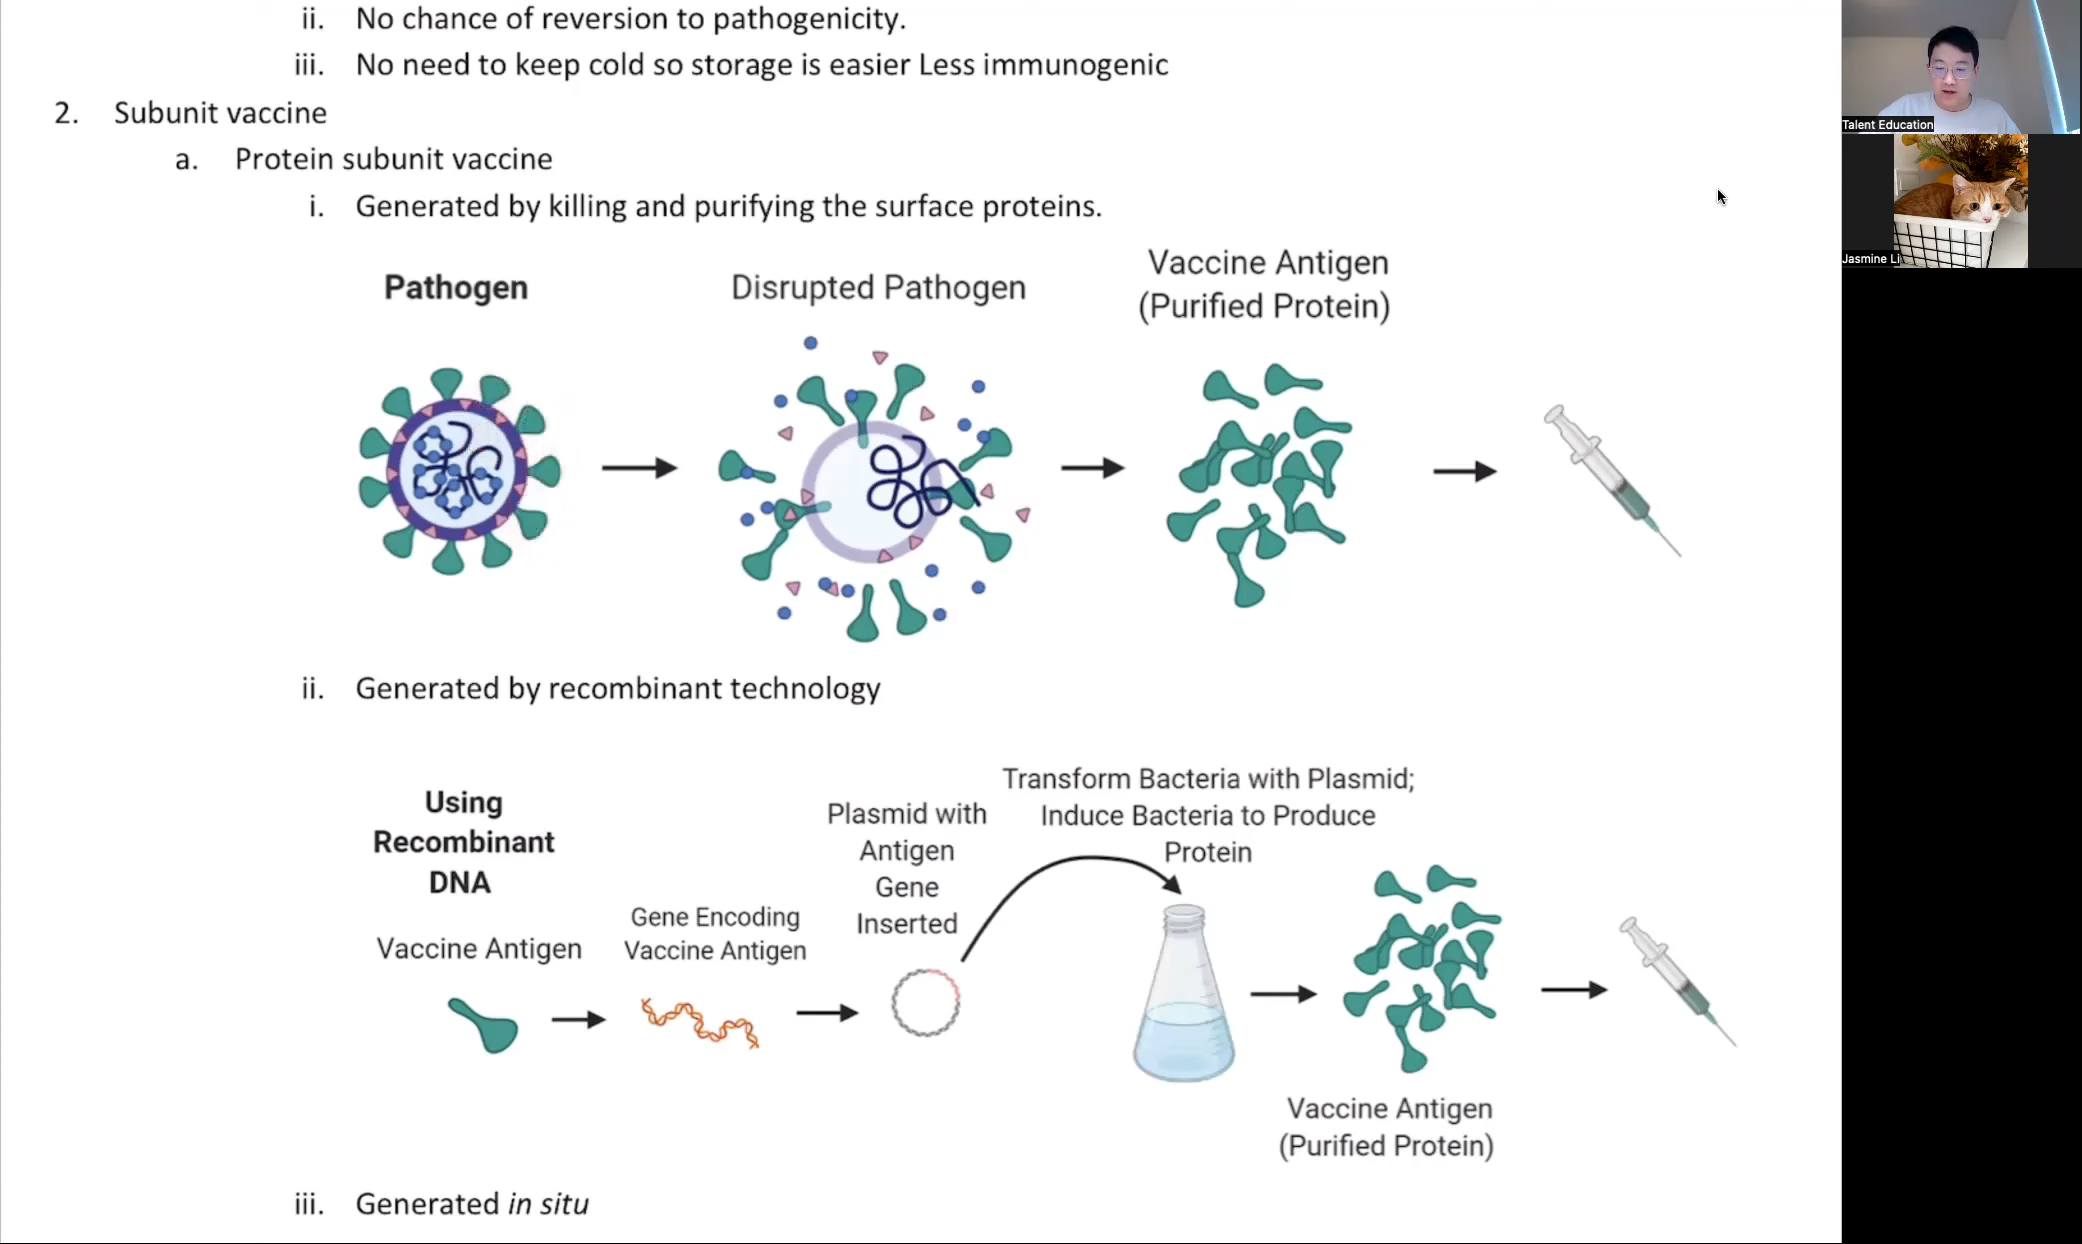 ii. No chance of reversion to pathogenicity.
iii. No need to keep cold so storage is easier Less immunogenic
2. Subunit vaccine
a. Protein subunit vaccine
i. Generated by killing and purifying the surface proteins.
Pathogen
Disrupted Pathogen
Vaccine Antigen
(Purified Protein)
ii. Generated by recombinant technology
Using
Recombinant
DNA
Vaccine Antigen
Gene Encoding
Vaccine Antigen
Plasmid with
Antigen
Gene
Inserted
Transform Bacteria with Plasmid;
Induce Bacteria to Produce
Protein
Vaccine Antigen
(Purified Protein)
iii. Generated in situ
Talent Education
Jasmine Li